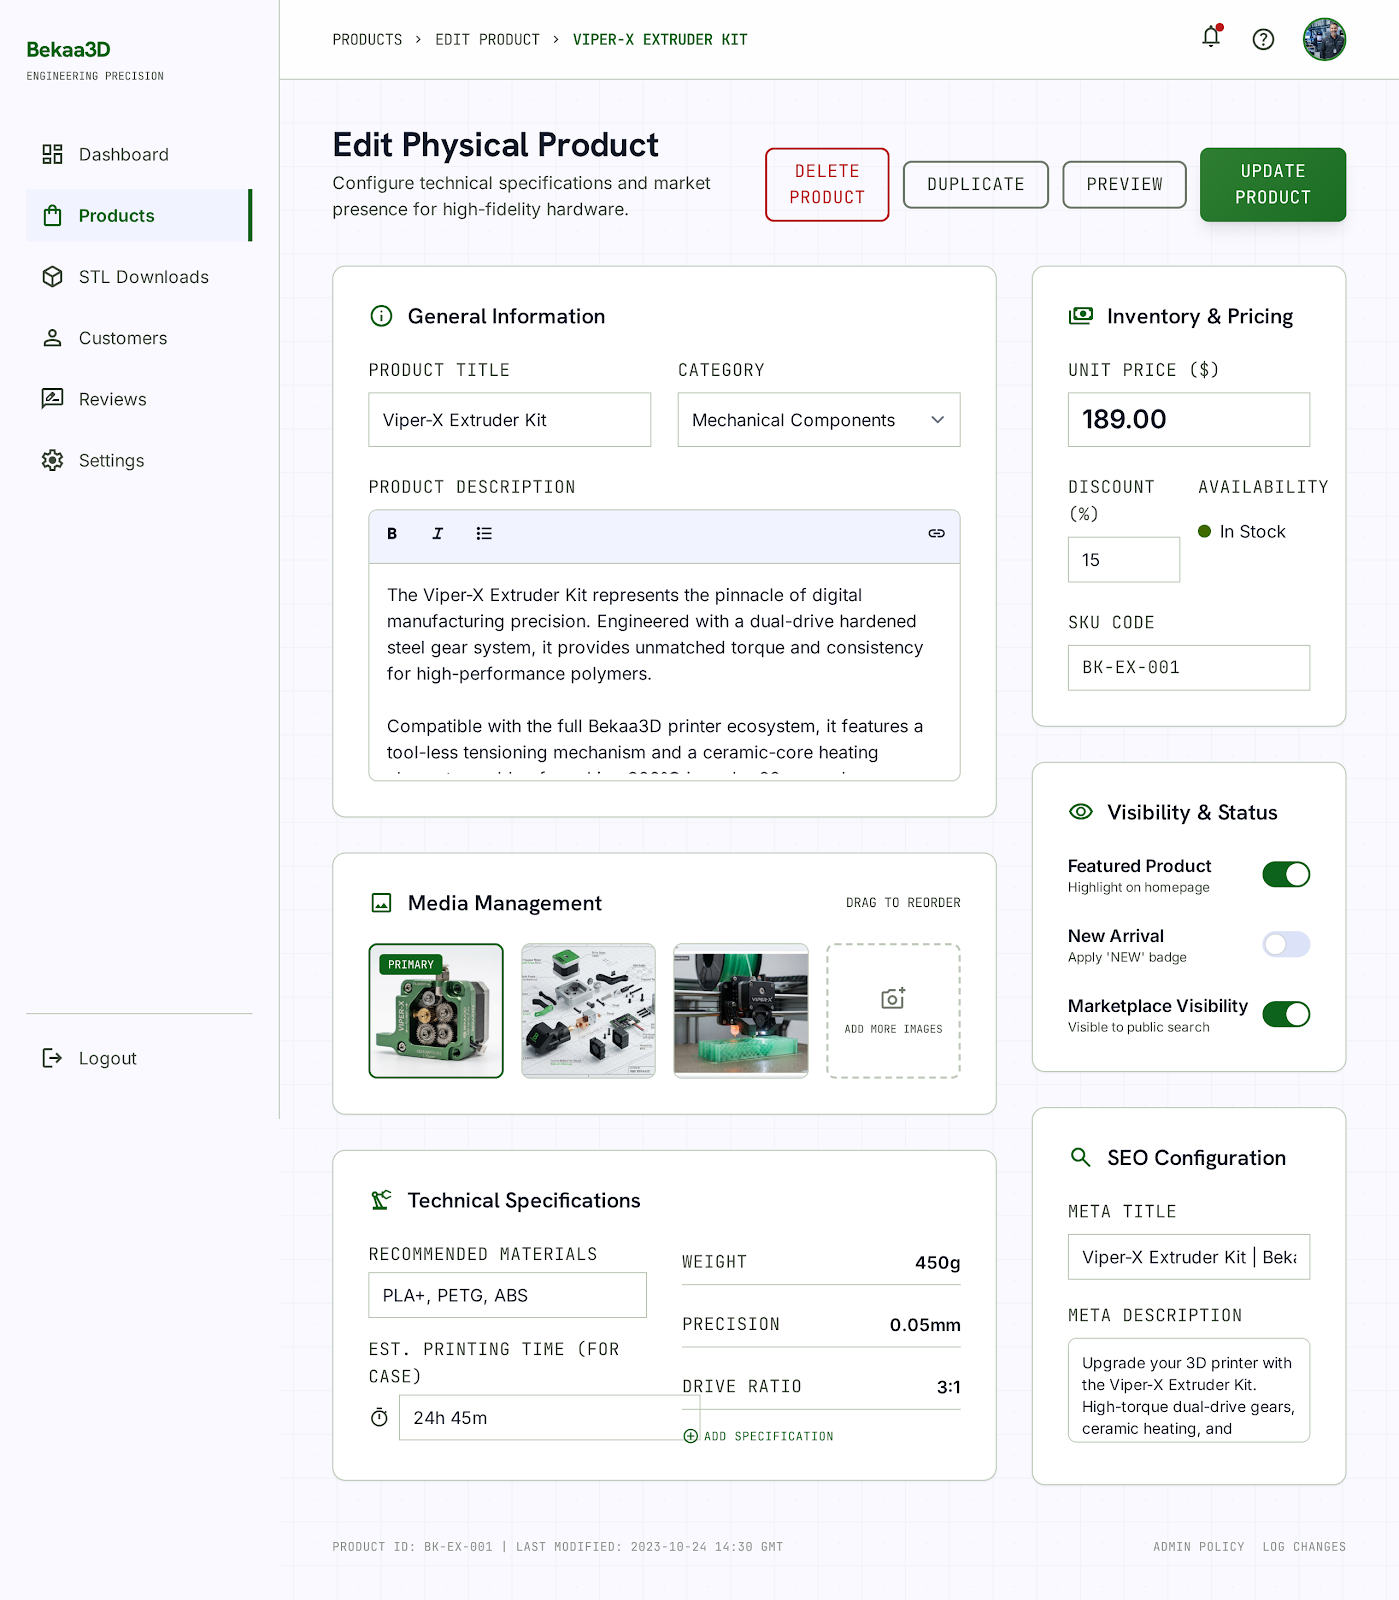 Bekaa3D
ENGINEERING PRECISION
Dashboard
Products
STL Downloads
Customers
Reviews
Settings
Logout
PRODUCTS › EDIT PRODUCT › VIPER-X EXTRUDER KIT
Edit Physical Product
Configure technical specifications and market
presence for high-fidelity hardware.
DELETE
PRODUCT
DUPLICATE
PREVIEW
UPDATE
PRODUCT
General Information
PRODUCT TITLE
Viper-X Extruder Kit
CATEGORY
Mechanical Components
PRODUCT DESCRIPTION
B I
The Viper-X Extruder Kit represents the pinnacle of digital
manufacturing precision. Engineered with a dual-drive hardened
steel gear system, it provides unmatched torque and consistency
for high-performance polymers.
Compatible with the full Bekaa3D printer ecosystem, it features a
tool-less tensioning mechanism and a ceramic-core heating
Media Management
DRAG TO REORDER
PRIMARY
VIPER-X
VIPER-X
ADD MORE IMAGES
Technical Specifications
RECOMMENDED MATERIALS
PLA+, PETG, ABS
EST. PRINTING TIME (FOR
CASE)
24h 45m
WEIGHT 450g
PRECISION 0.05mm
DRIVE RATIO 3:1
ADD SPECIFICATION
Inventory & Pricing
UNIT PRICE ($)
189.00
DISCOUNT
(%)
15
AVAILABILITY
In Stock
SKU CODE
BK-EX-001
Visibility & Status
Featured Product
Highlight on homepage
New Arrival
Apply 'NEW' badge
Marketplace Visibility
Visible to public search
SEO Configuration
META TITLE
Viper-X Extruder Kit | Beka
META DESCRIPTION
Upgrade your 3D printer with
the Viper-X Extruder Kit.
High-torque dual-drive gears,
ceramic heating, and
PRODUCT ID: BK-EX-001 | LAST MODIFIED: 2023-10-24 14:30 GMT
ADMIN POLICY LOG CHANGES